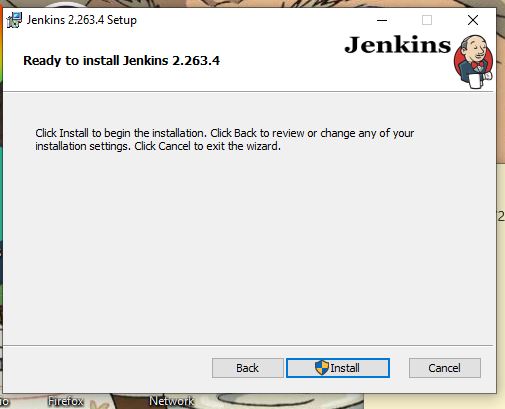 Jenkins 2.263.4 Setup
Jenkins
Ready to install Jenkins 2.263.4
Click Install to begin the installation. Click Back to review or change any of your
installation settings. Click Cancel to exit the wizard.
2
Back
Install
Cancel
Firefox
Network